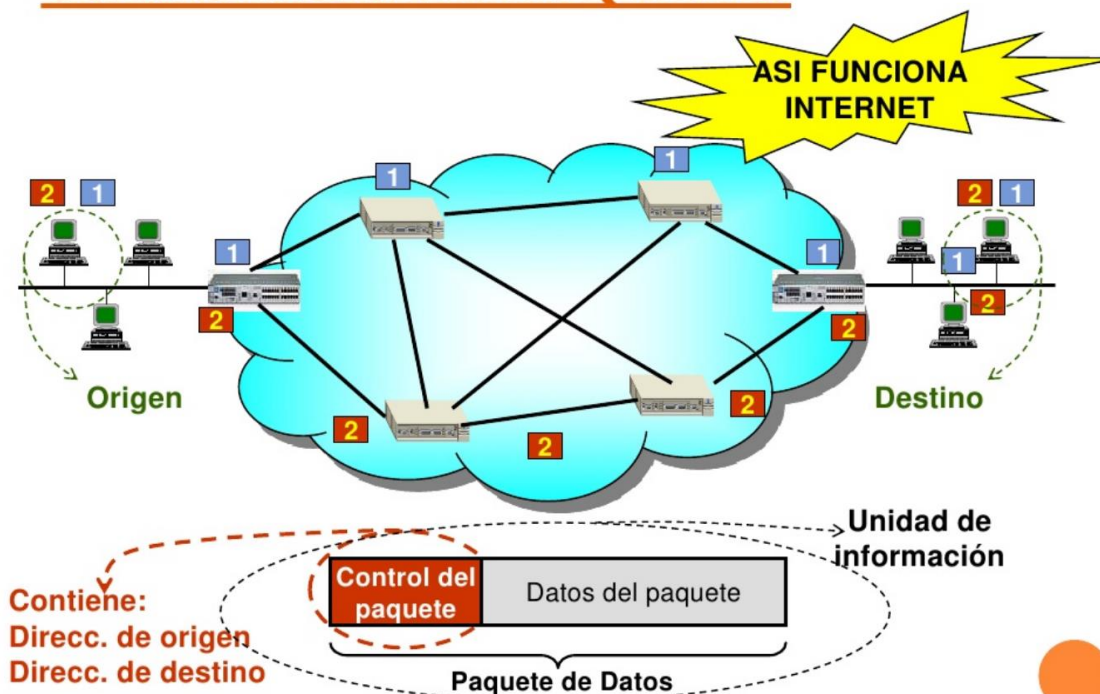 ASI FUNCIONA
INTERNET
1
1
2 1
2 1
1
1
1
2
2
2
Origen
Destino
2
2
2
Unidad de
información
Control del
paquete
Datos del paquete
Contiene:
Direcc. de origen
Direcc. de destino
Paquete de Datos